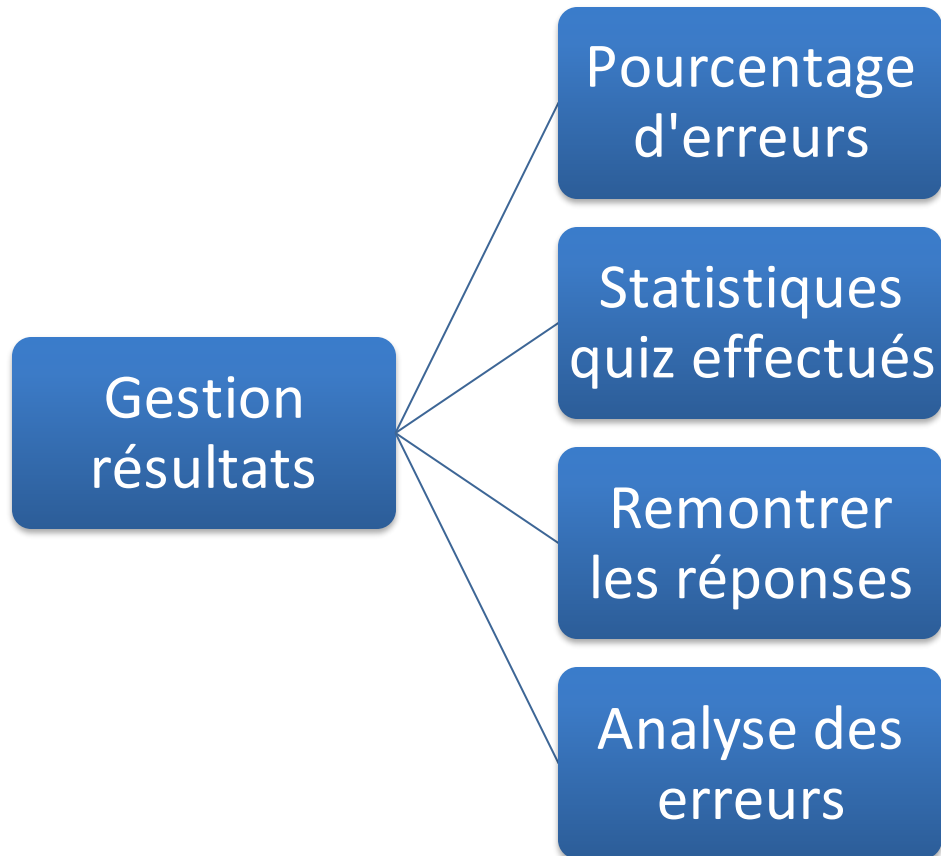 Pourcentage
d'erreurs
Statistiques
quiz effectués
Gestion
résultats
Remontrer
les réponses
Analyse des
erreurs